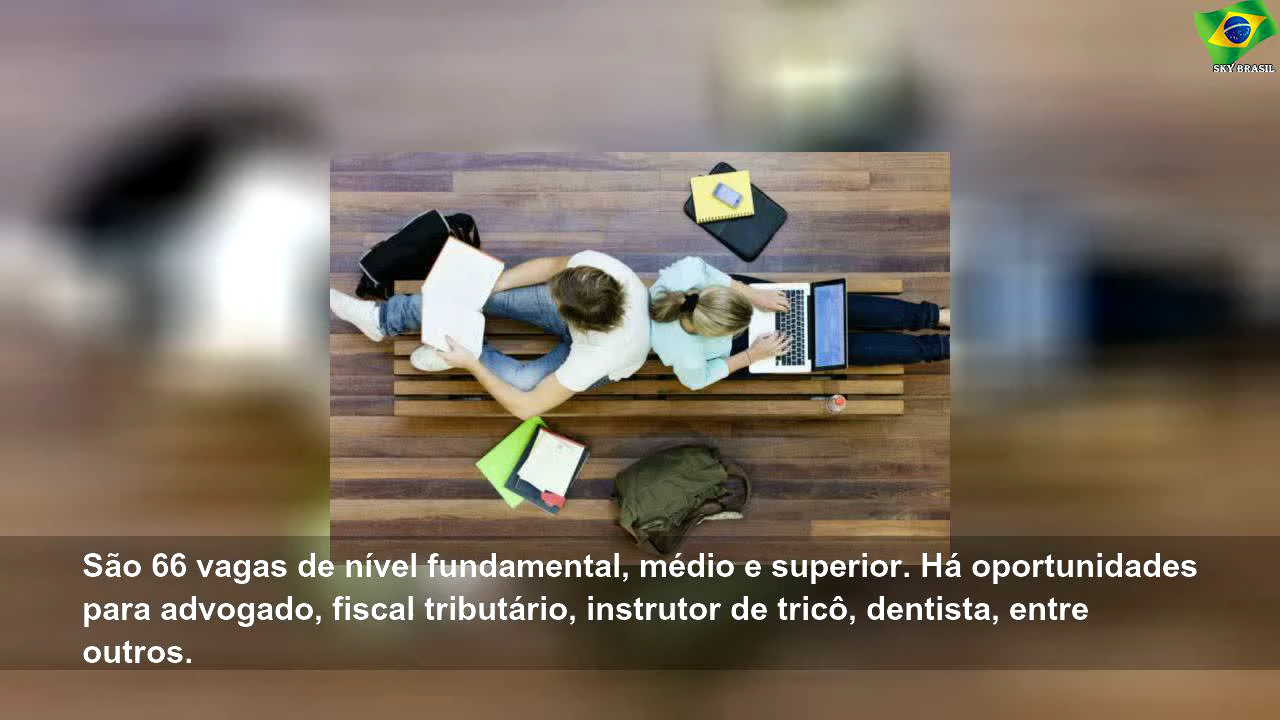 SKY BRASIL
São 66 vagas de nível fundamental, médio e superior. Há oportunidades
para advogado, fiscal tributário, instrutor de tricô, dentista, entre
outros.